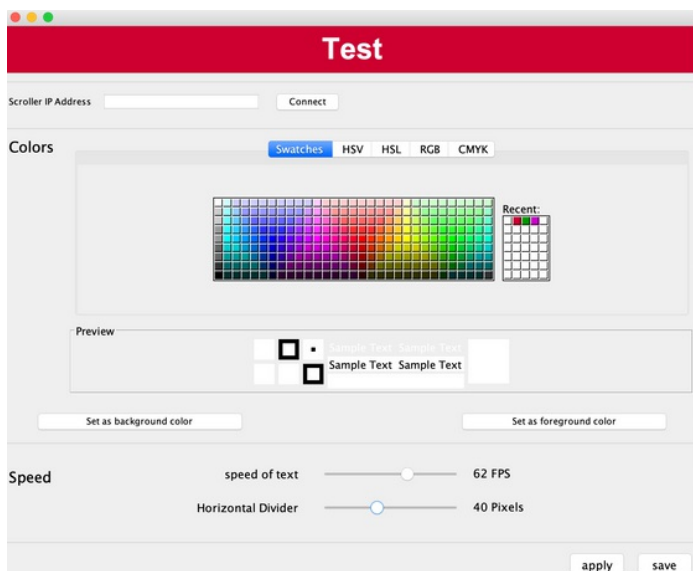 Test
Scroller IP Address Connect
Colors
Swatches HSV HSL RGB CMYK
Recent:
Preview
Sample Text Sample Text
Sample Text Sample Text
Set as background color Set as foreground color
Speed
speed of text 62 FPS
Horizontal Divider 40 Pixels
apply save